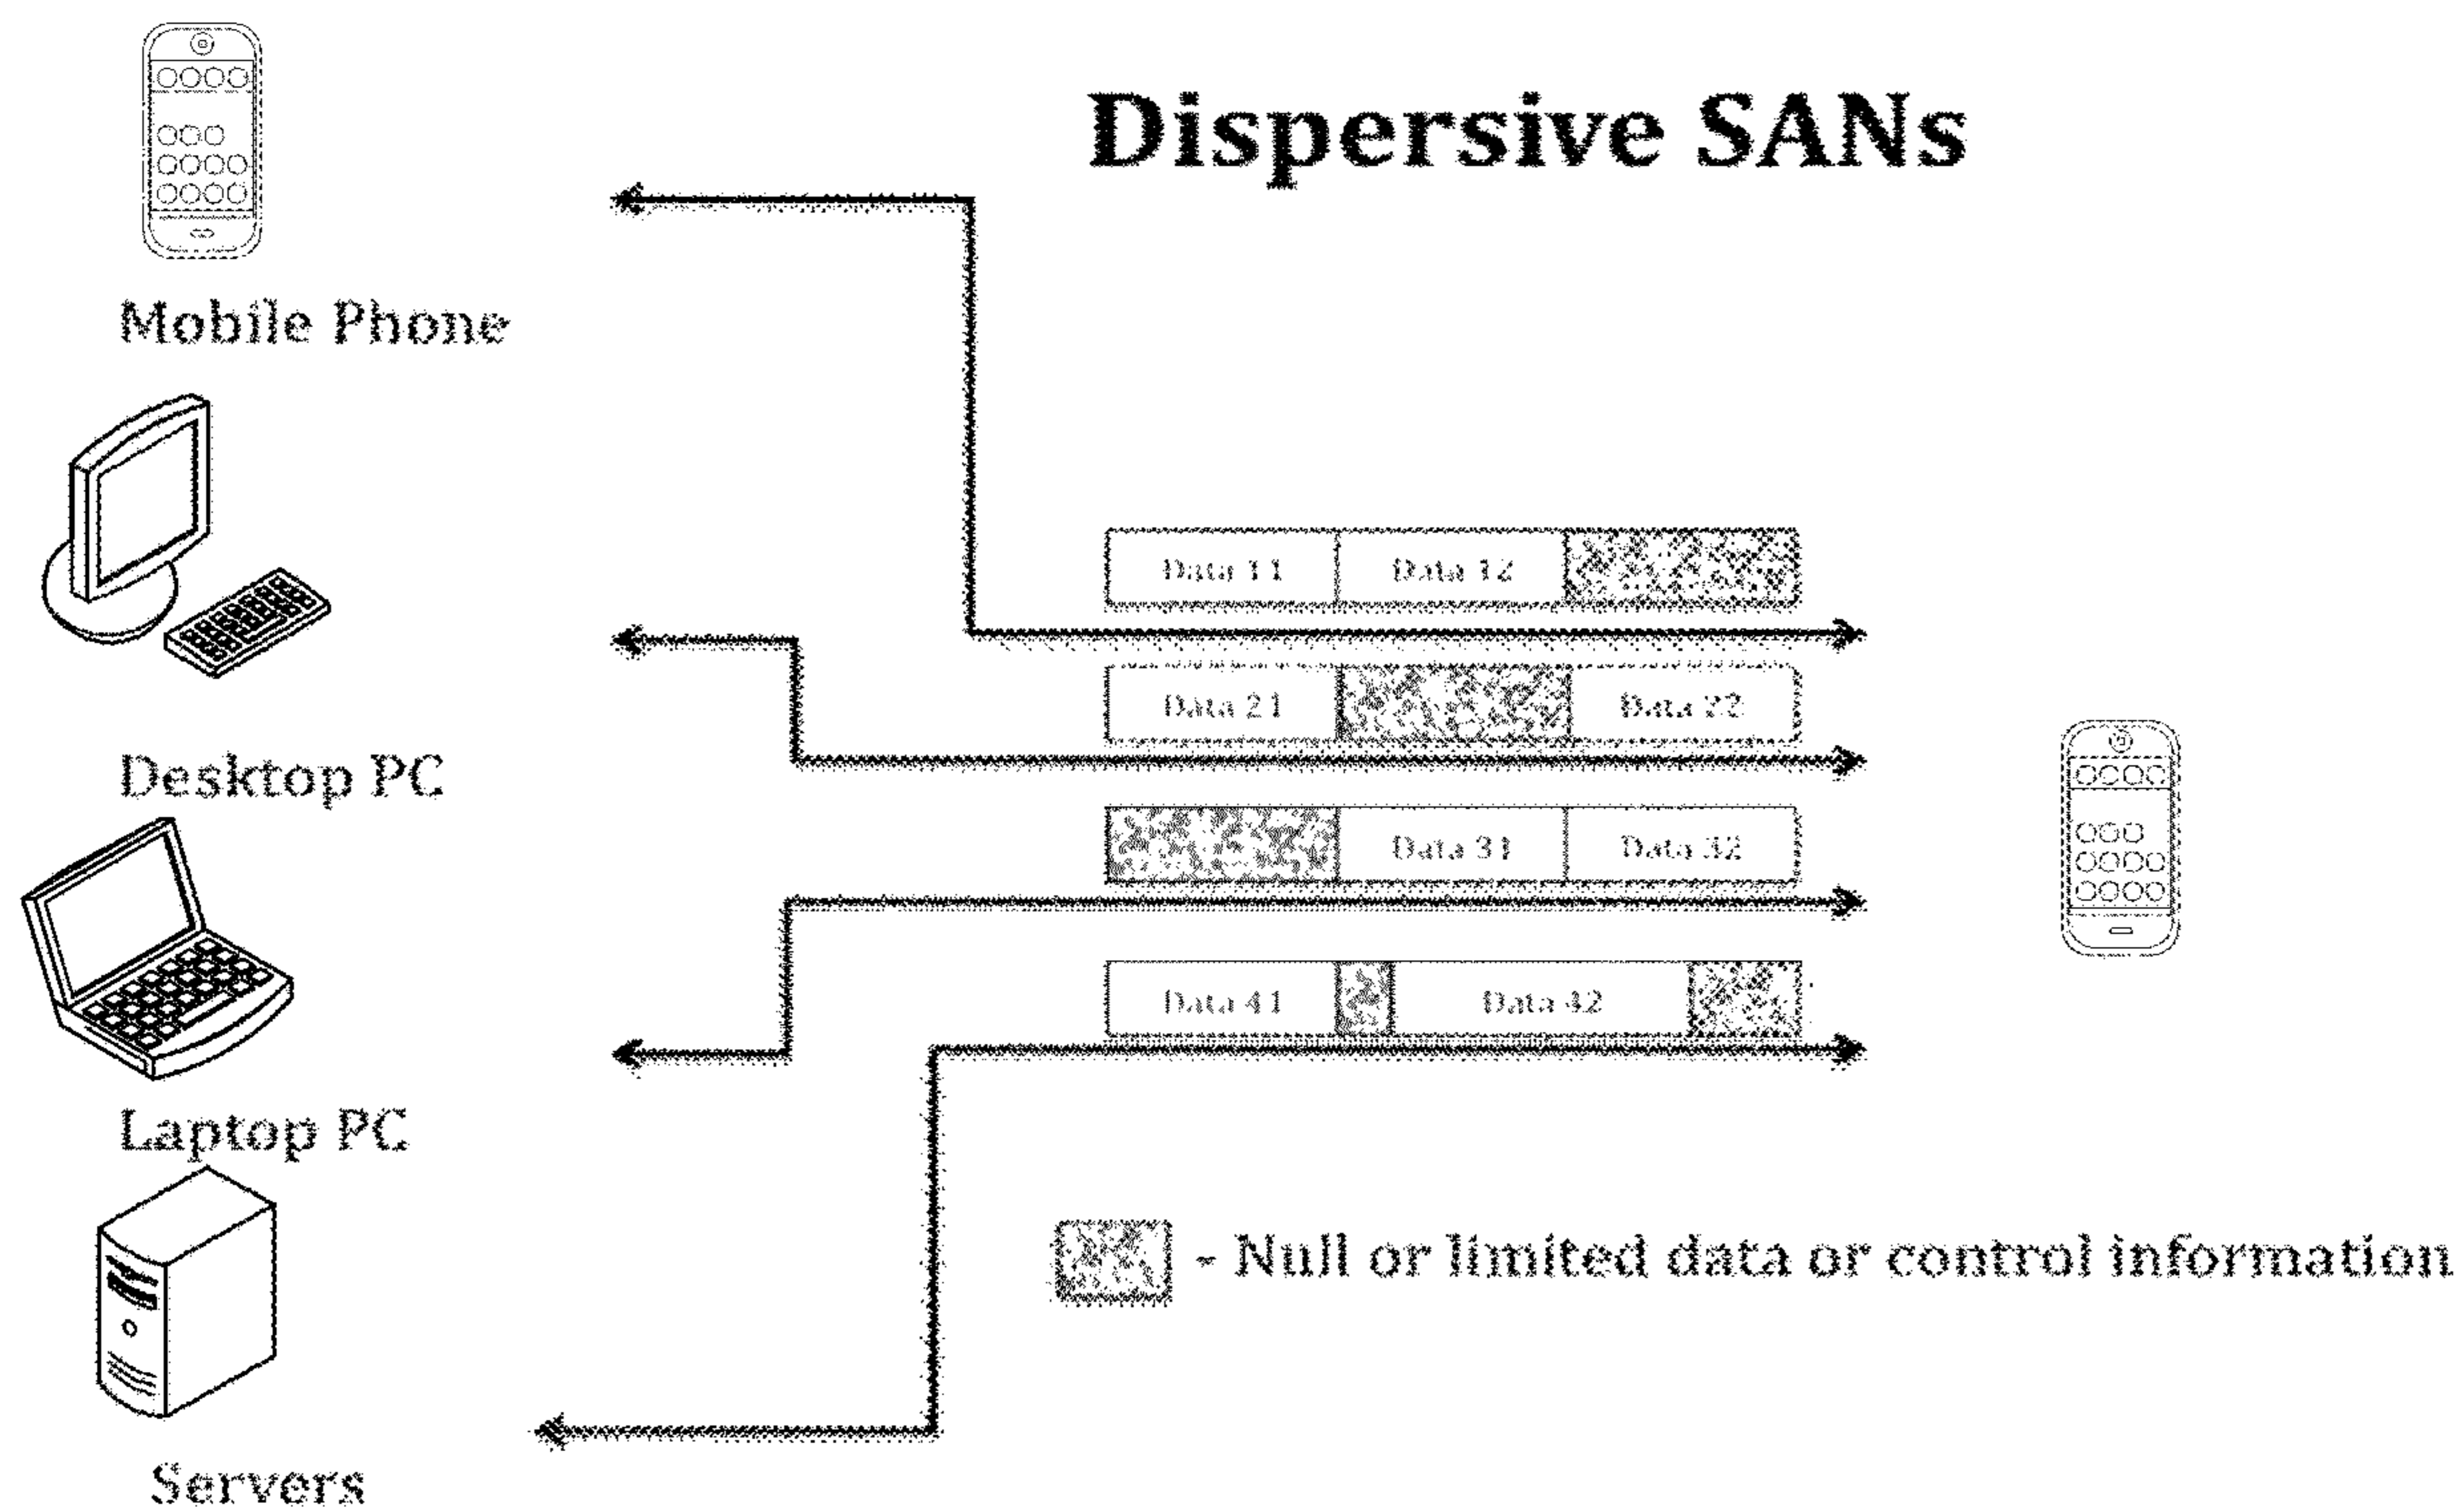 Dispersive SANs
Mobile Phone
Data 11 Data 12
Data 21 Data 22
Desktop PC
Data 31 Data 32
Data 41 Data 42
Laptop PC
- Null or limited data or control information
Servers